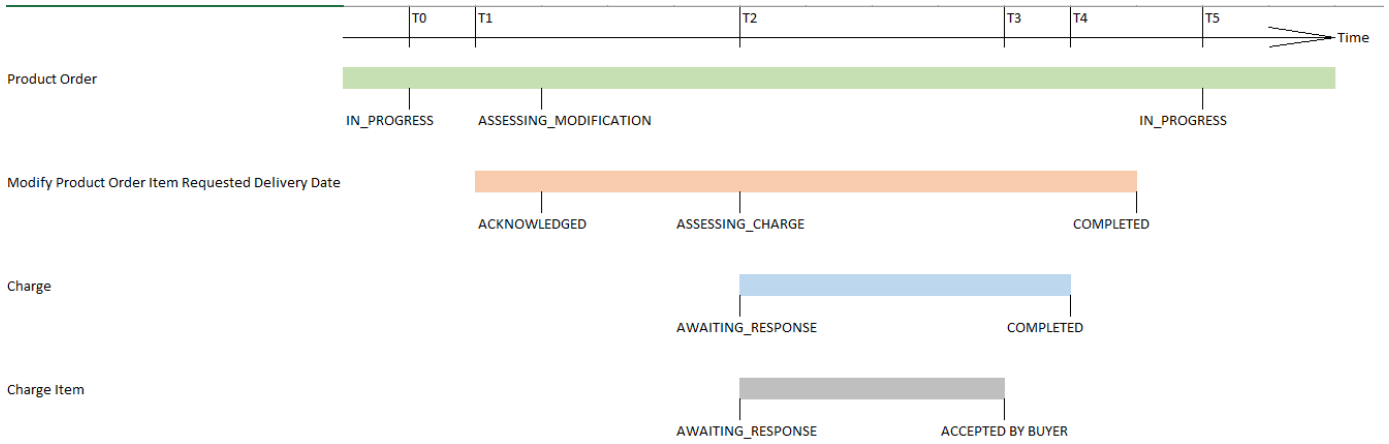 T0 T1 T2 T3 T4 T5
Time
Product Order
IN_PROGRESS ASSESSING_MODIFICATION IN_PROGRESS
Modify Product Order Item Requested Delivery Date
ACKNOWLEDGED ASSESSING_CHARGE COMPLETED
Charge
AWAITING_RESPONSE COMPLETED
Charge Item
AWAITING_RESPONSE ACCEPTED BY BUYER